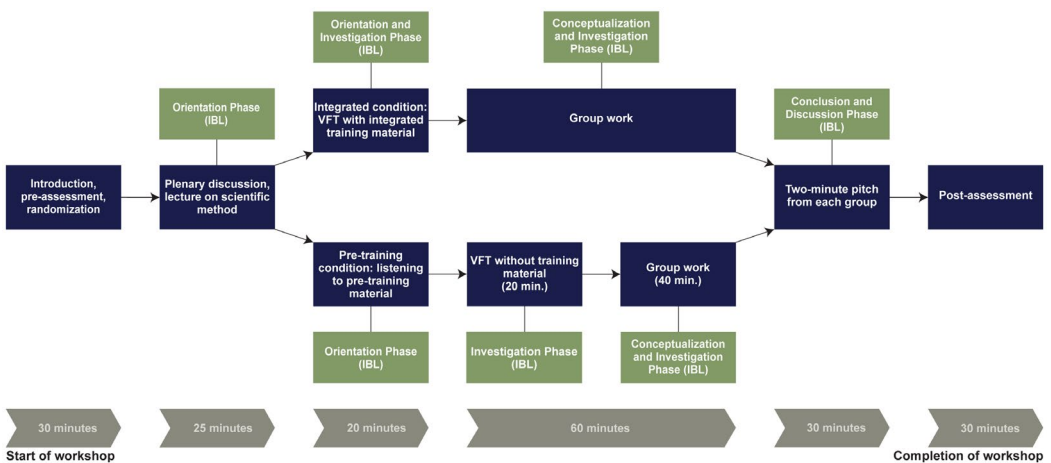 Orientation and
Investigation Phase
(IBL)
Conceptualization
and Investigation
Phase (IBL)
Orientation Phase
(IBL)
Integrated condition:
VFT with integrated
training material
Group work
Conclusion and
Discussion Phase
(IBL)
Introduction,
pre-assessment,
randomization
Plenary discussion,
lecture on scientific
method
Two-minute pitch
from each group
Post-assessment
Pre-training
condition: listening
to pre-training
material
VFT without training
material
(20 min.)
Group work
(40 min.)
Orientation Phase
(IBL)
Investigation Phase
(IBL)
Conceptualization
and Investigation
Phase (IBL)
30 minutes
25 minutes
20 minutes
60 minutes
30 minutes
30 minutes
Start of workshop
Completion of workshop